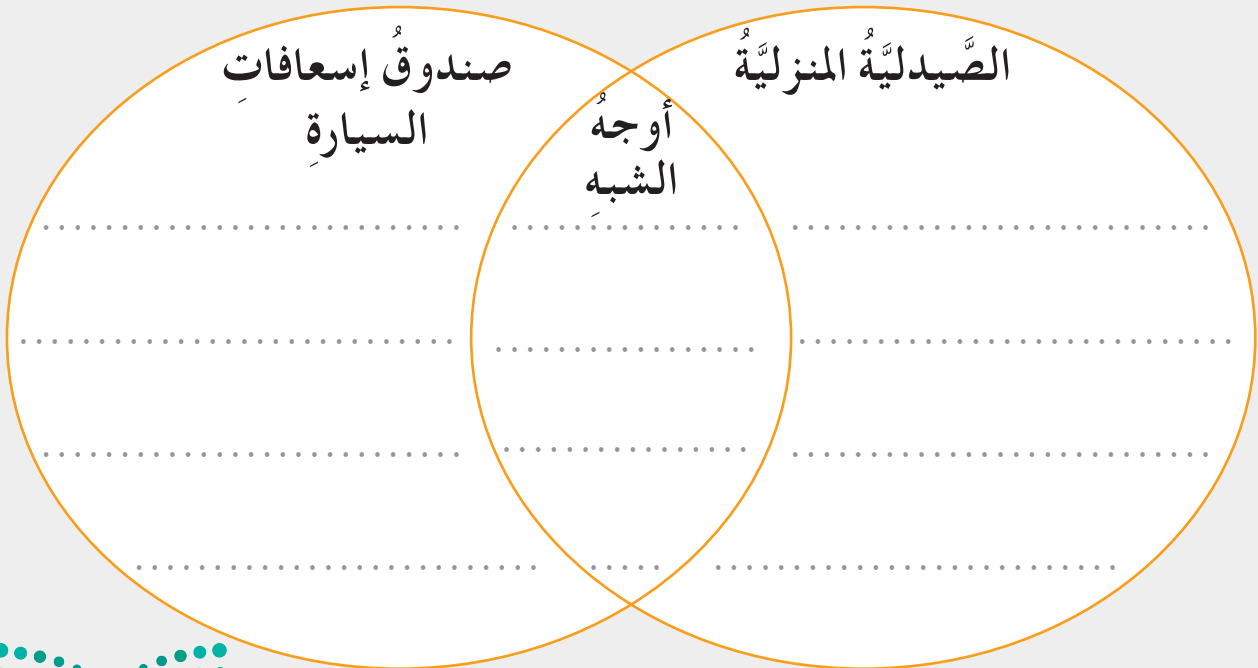 الصَّيدليَّةُ المنزليَّةُ
أوجهُ
الشبهِ
صندوقُ إسعافاتِ
السيارةِ